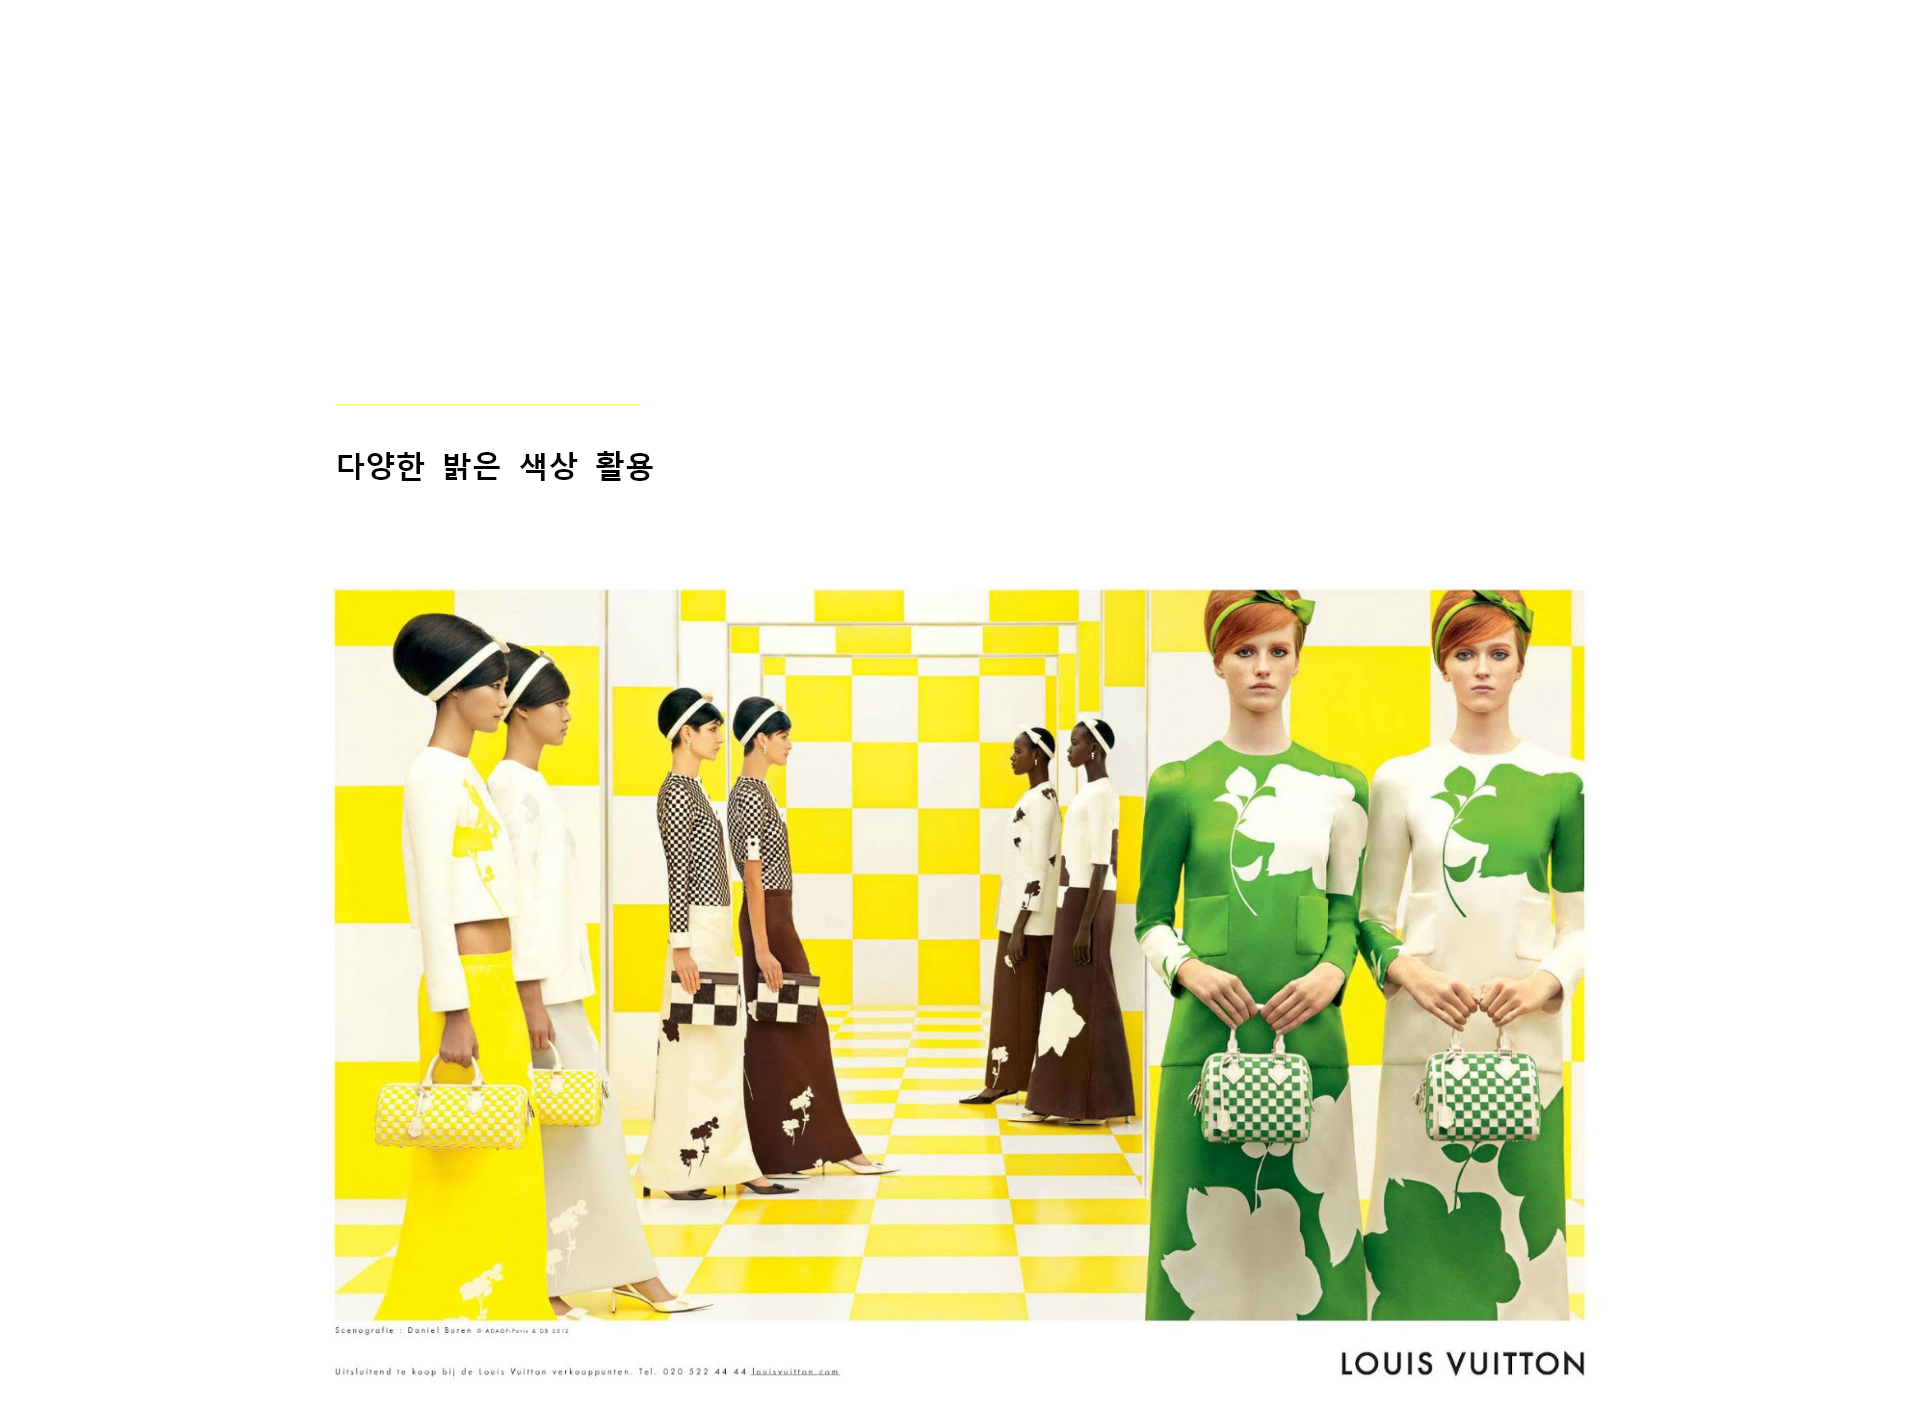 다양한 밝은 색상 활용
Scenografie : Daniel Buren © ADAGP-Paris & DB 2012
Uitsluitend te koop bij de Louis Vuitton verkooppunten. Tel. 020 522 44 44 louisvuitton.com
LOUIS VUITTON